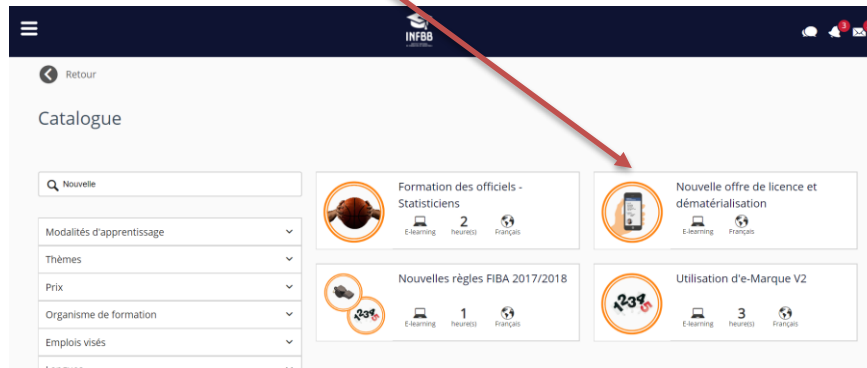 INFBB
3
Retour
Catalogue
Nouvelle
Modalités d'apprentissage
Thèmes
Prix
Organisme de formation
Emplois visés
Formation des officiels -
Statisticiens
2
E-learning heure(s) Français
Nouvelle offre de licence et
dématérialisation
E-learning Français
Nouvelles règles FIBA 2017/2018
1
E-learning heure(s) Français
Utilisation d'e-Marque V2
3
E-learning heure(s) Français